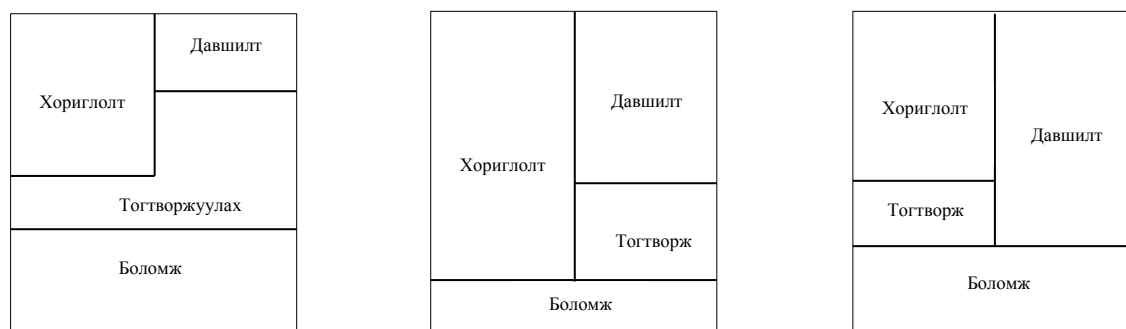 Давшилт
Хориглолт
Тогтворжуулах
Боломж
Давшилт
Хориглолт
Тогтворж
Боломж
Хориглолт
Давшилт
Тогтворж
Боломж